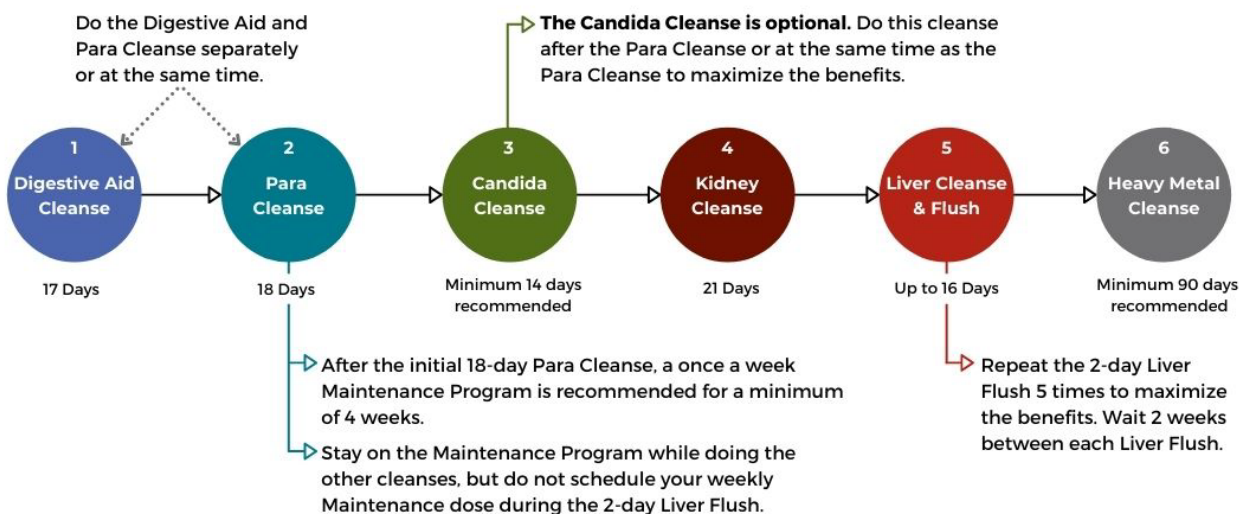 Do the Digestive Aid and
Para Cleanse separately
or at the same time.
The Candida Cleanse is optional. Do this cleanse
after the Para Cleanse or at the same time as the
Para Cleanse to maximize the benefits.
1
Digestive Aid
Cleanse
2
Para
Cleanse
3
Candida
Cleanse
4
Kidney
Cleanse
5
Liver Cleanse
& Flush
6
Heavy Metal
Cleanse
17 Days
18 Days
Minimum 14 days
recommended
21 Days
Up to 16 Days
Minimum 90 days
recommended
After the initial 18-day Para Cleanse, a once a week
Maintenance Program is recommended for a minimum
of 4 weeks.
Stay on the Maintenance Program while doing the
other cleanses, but do not schedule your weekly
Maintenance dose during the 2-day Liver Flush.
Repeat the 2-day Liver
Flush 5 times to maximize
the benefits. Wait 2 weeks
between each Liver Flush.